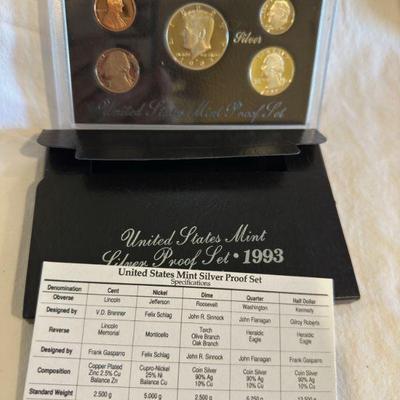 Silver
United States Mint Proof Set
United States Mint
Silver Proof Set • 1993
United States Mint Silver Proof Set
Specifications
Denomination Cent Nickel Dime Quarter Half Dollar
Obverse Lincoln Jefferson Roosevelt Washington Kennedy
Designed by V.D. Brenner Felix Schlag John R. Sinnock John Flanagan Gilroy Roberts
Reverse Lincoln Memorial Monticello Torch Olive Branch Oak Branch Heraldic Eagle Heraldic Eagle
Designed by Frank Gasparro Felix Schlag John R. Sinnock John Flanagan Frank Gasparro
Composition Copper Plated Zinc 2.5% Cu Balance Zn Cupro-Nickel 25% Ni Balance Cu Coin Silver 90% Ag 10% Cu Coin Silver 90% Ag 10% Cu Coin Silver 90% Ag 10% Cu
Standard Weight 2.500 g 5.000 g 2.500 g 6.250 g 12.500 g